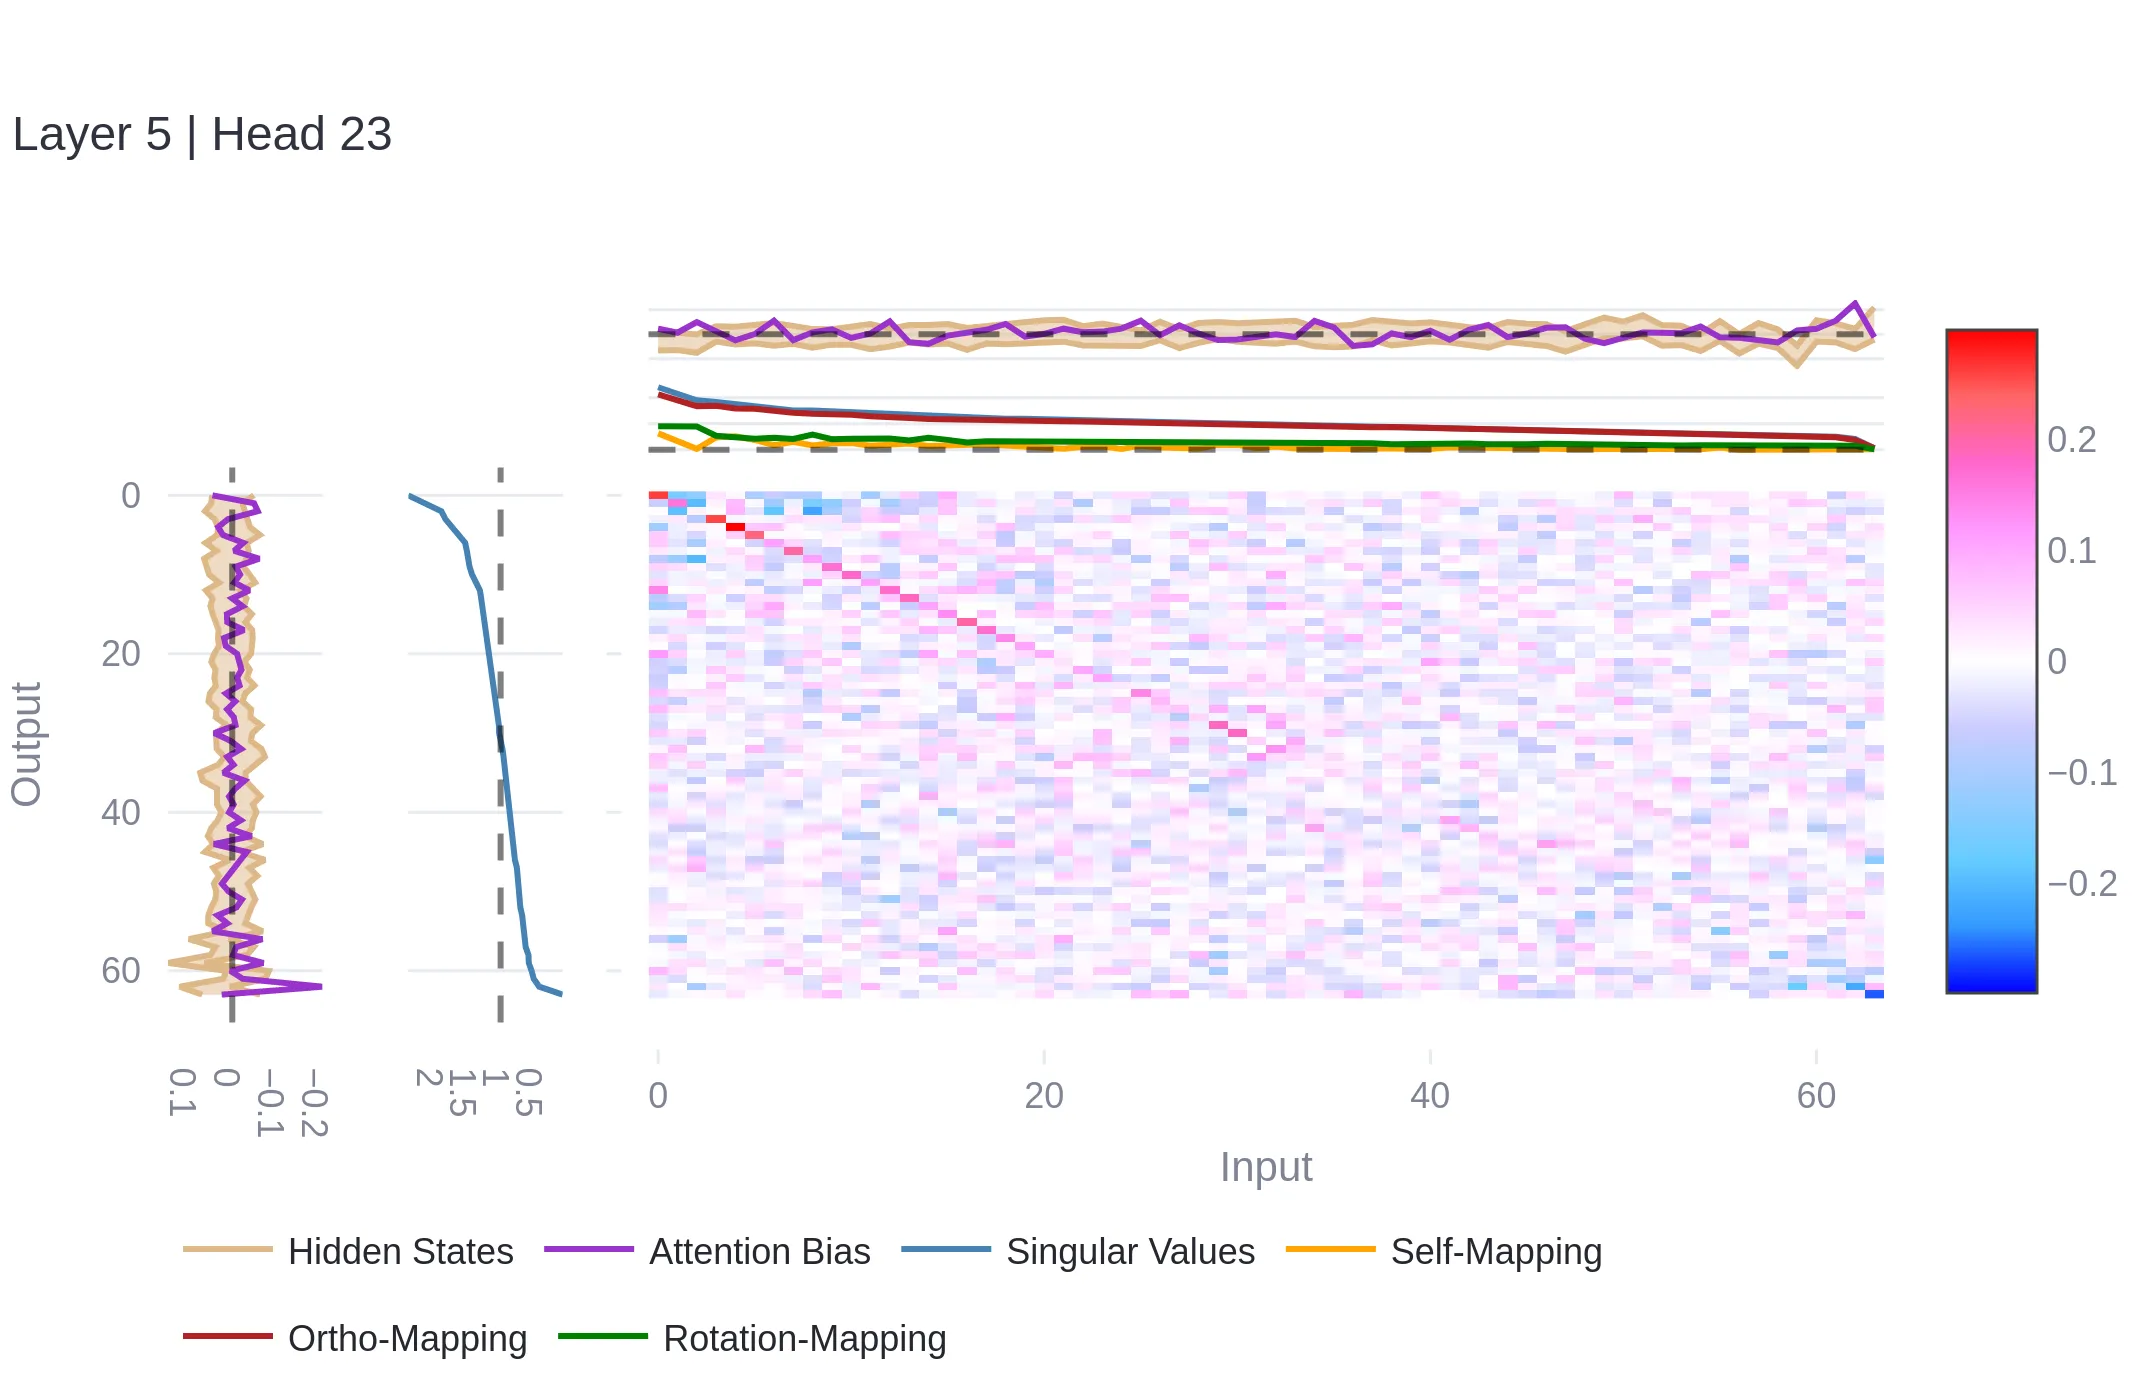 Layer 5 | Head 23
Output
0
20
40
60
0.1
0
−0.1
−0.2
2
1.5
1
0.5
0
20
40
60
Input
0.2
0.1
0
−0.1
−0.2
Hidden States
Attention Bias
Singular Values
Self-Mapping
Ortho-Mapping
Rotation-Mapping